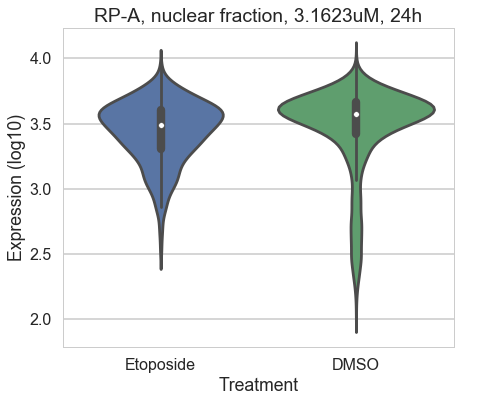 RP-A, nuclear fraction, 3.1623uM, 24h
Expression (log10)
4.0
3.5
3.0
2.5
2.0
Etoposide DMSO
Treatment